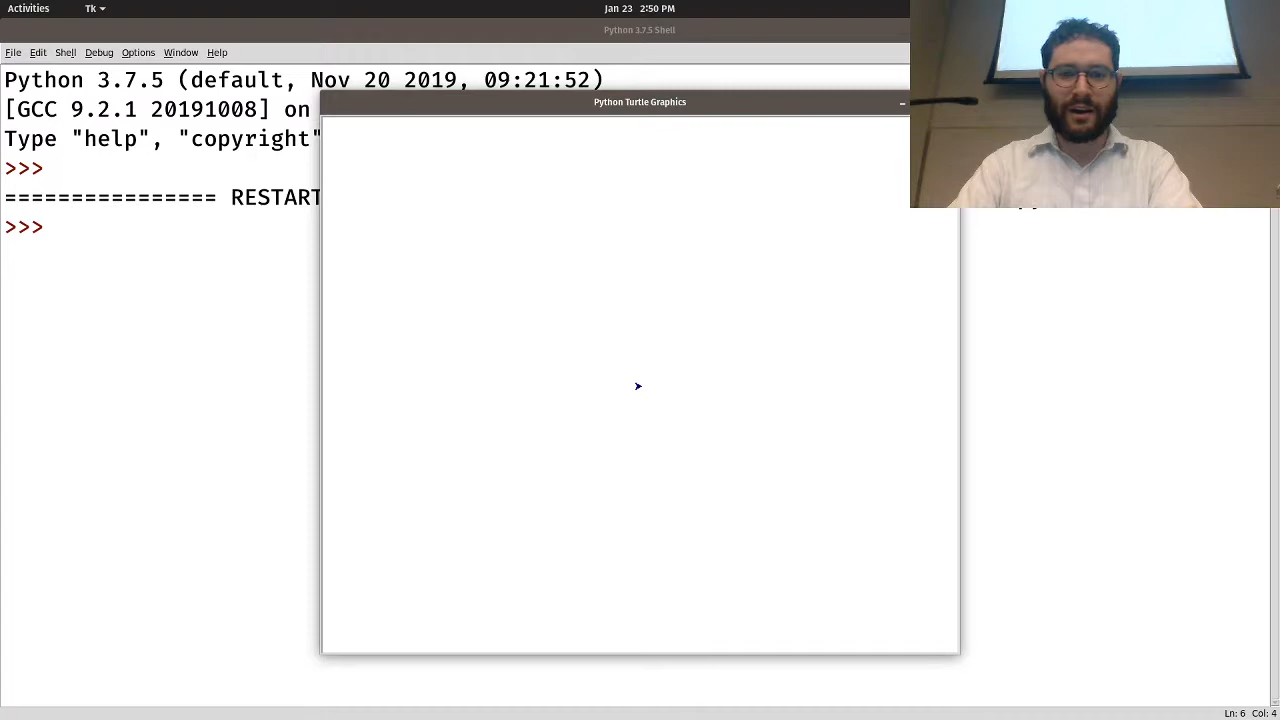 Activities Tk Jan 23 2:50 PM
Python 3.7.5 Shell
File Edit Shell Debug Options Window Help
Python 3.7.5 (default, Nov 20 2019, 09:21:52)
[GCC 9.2.1 20191008] on
Type "help", "copyright"
>>>
================ RESTART
>>>
Python Turtle Graphics
Ln: 6 Col: 4